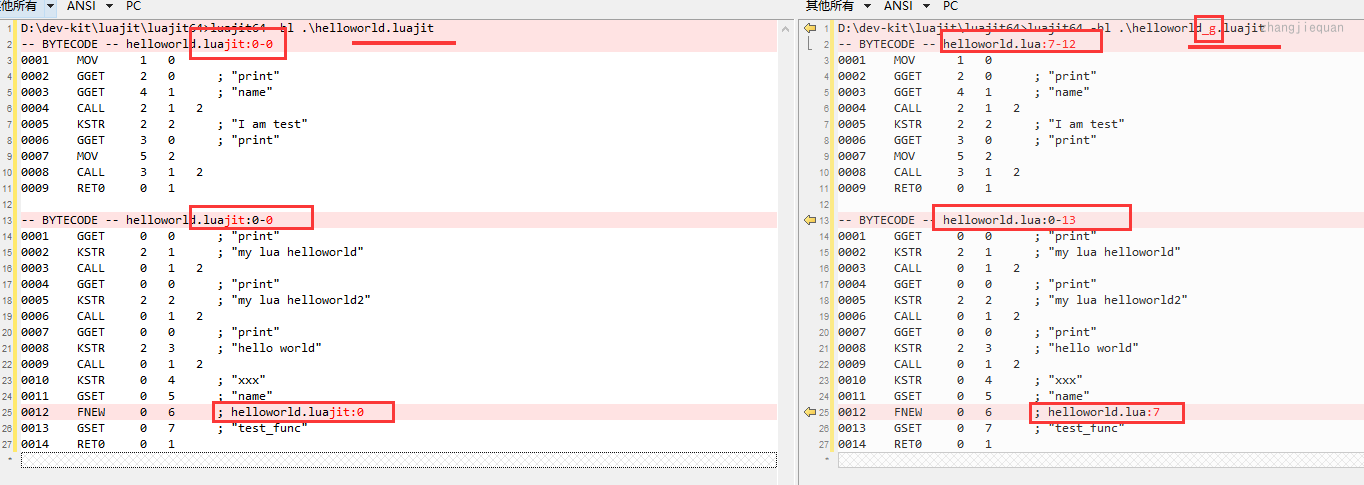 其他所有 ANSI PC
1 D:\dev-kit\luajit\luajit64>luajit64 -bl .\helloworld.luajit
2 -- BYTECODE -- helloworld.luajit:0-0
3 0001 MOV 1 0
4 0002 GGET 2 0 ; "print"
5 0003 GGET 4 1 ; "name"
6 0004 CALL 2 1 2
7 0005 KSTR 2 2 ; "I am test"
8 0006 GGET 3 0 ; "print"
9 0007 MOV 5 2
10 0008 CALL 3 1 2
11 0009 RET0 0 1
12
13 -- BYTECODE -- helloworld.luajit:0-0
14 0001 GGET 0 0 ; "print"
15 0002 KSTR 2 1 ; "my lua helloworld"
16 0003 CALL 0 1 2
17 0004 GGET 0 0 ; "print"
18 0005 KSTR 2 2 ; "my lua helloworld2"
19 0006 CALL 0 1 2
20 0007 GGET 0 0 ; "print"
21 0008 KSTR 2 3 ; "hello world"
22 0009 CALL 0 1 2
23 0010 KSTR 0 4 ; "xxx"
24 0011 GSET 0 5 ; "name"
25 0012 FNEW 0 6 ; helloworld.luajit:0
26 0013 GSET 0 7 ; "test_func"
27 0014 RET0 0 1
其他所有 ANSI PC
1 D:\dev-kit\luajit\luajit64>luajit64 -bl .\helloworld_g.luajit zhangjiequan
2 -- BYTECODE -- helloworld.lua:7-12
3 0001 MOV 1 0
4 0002 GGET 2 0 ; "print"
5 0003 GGET 4 1 ; "name"
6 0004 CALL 2 1 2
7 0005 KSTR 2 2 ; "I am test"
8 0006 GGET 3 0 ; "print"
9 0007 MOV 5 2
10 0008 CALL 3 1 2
11 0009 RET0 0 1
12
13 -- BYTECODE -- helloworld.lua:0-13
14 0001 GGET 0 0 ; "print"
15 0002 KSTR 2 1 ; "my lua helloworld"
16 0003 CALL 0 1 2
17 0004 GGET 0 0 ; "print"
18 0005 KSTR 2 2 ; "my lua helloworld2"
19 0006 CALL 0 1 2
20 0007 GGET 0 0 ; "print"
21 0008 KSTR 2 3 ; "hello world"
22 0009 CALL 0 1 2
23 0010 KSTR 0 4 ; "xxx"
24 0011 GSET 0 5 ; "name"
25 0012 FNEW 0 6 ; helloworld.lua:7
26 0013 GSET 0 7 ; "test_func"
27 0014 RET0 0 1